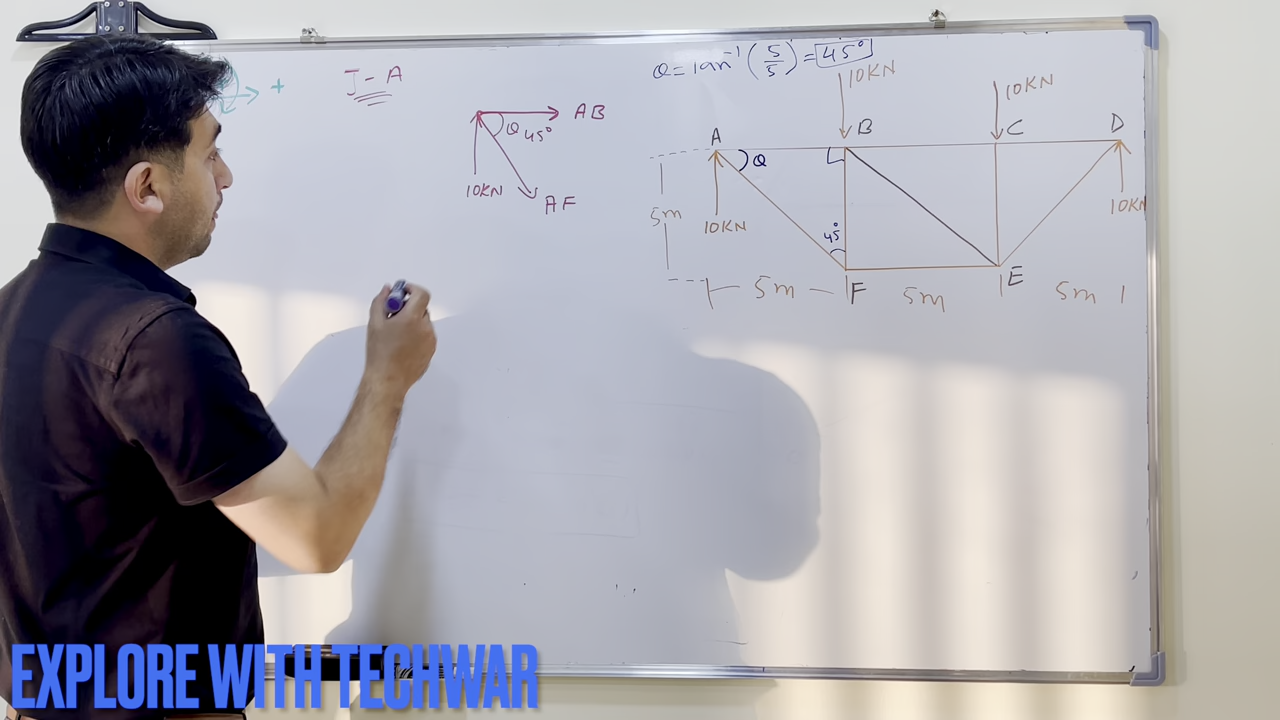 +
J-A
AB
θ 45°
10KN
AF
θ=tan⁻¹(5/5)=45°
10KN
10KN
A
B
C
D
θ
5m
10KN
10KN
45°
5m
F
5m
E
5m
EXPLORE WITH TECHWAR